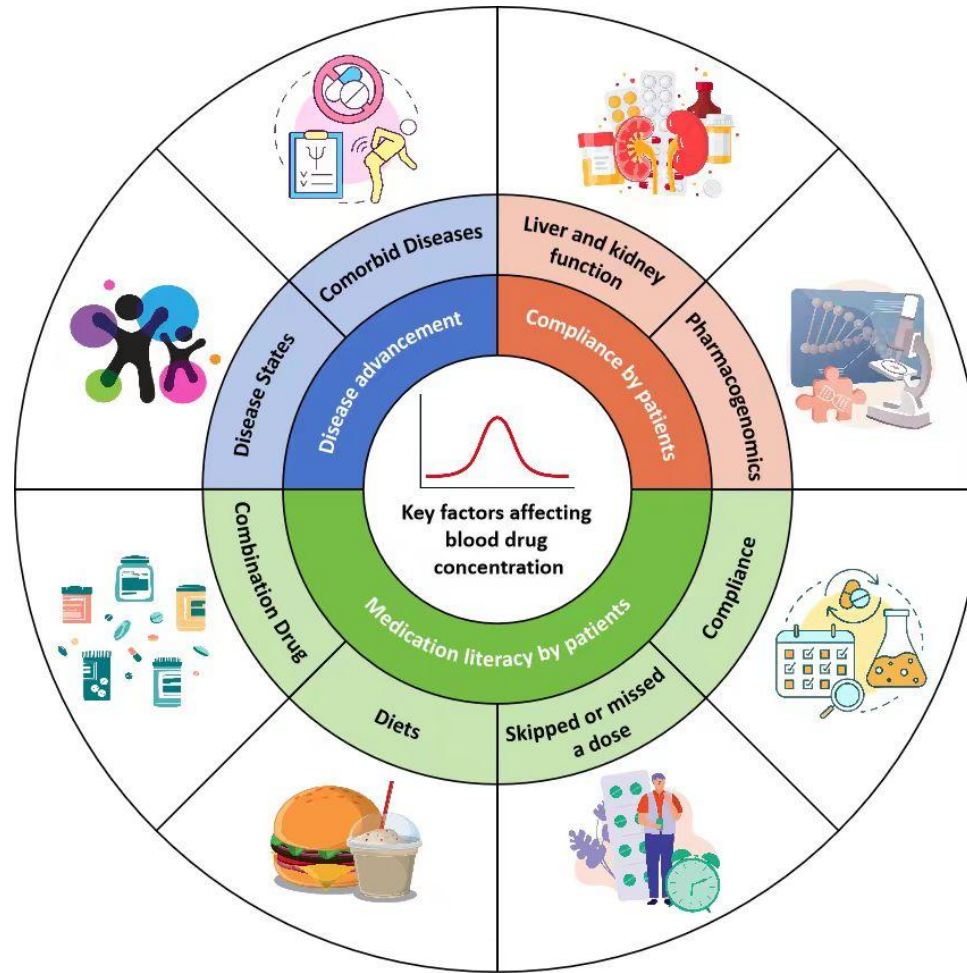 Comorbid Diseases
Liver and kidney
function
Disease States
Disease advancement
Compliance by patients
Pharmacogenomics
Key factors affecting
blood drug
concentration
Combination Drug
Medication literacy by patients
Compliance
Diets
Skipped or missed
a dose